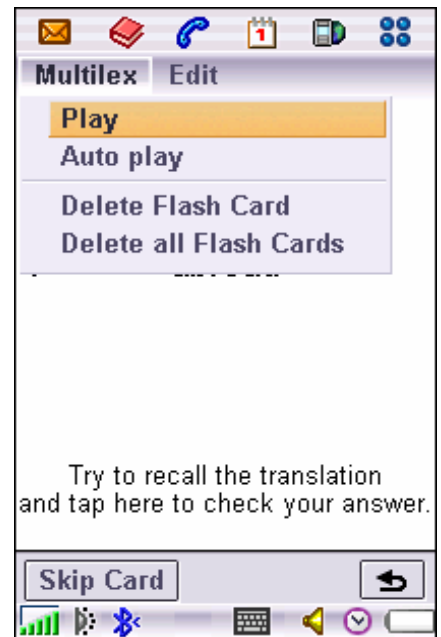 1
Multilex Edit
Play
Auto play
Delete Flash Card
Delete all Flash Cards
Try to recall the translation
and tap here to check your answer.
Skip Card